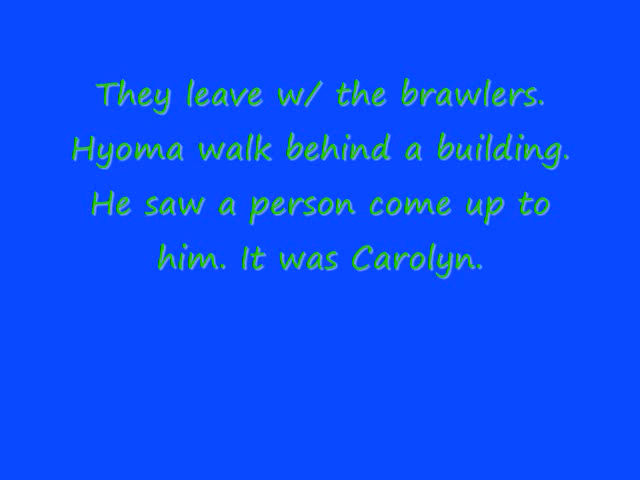 They leave w/ the brawlers.
Hyoma walk behind a building.
He saw a person come up to
him. It was Carolyn.